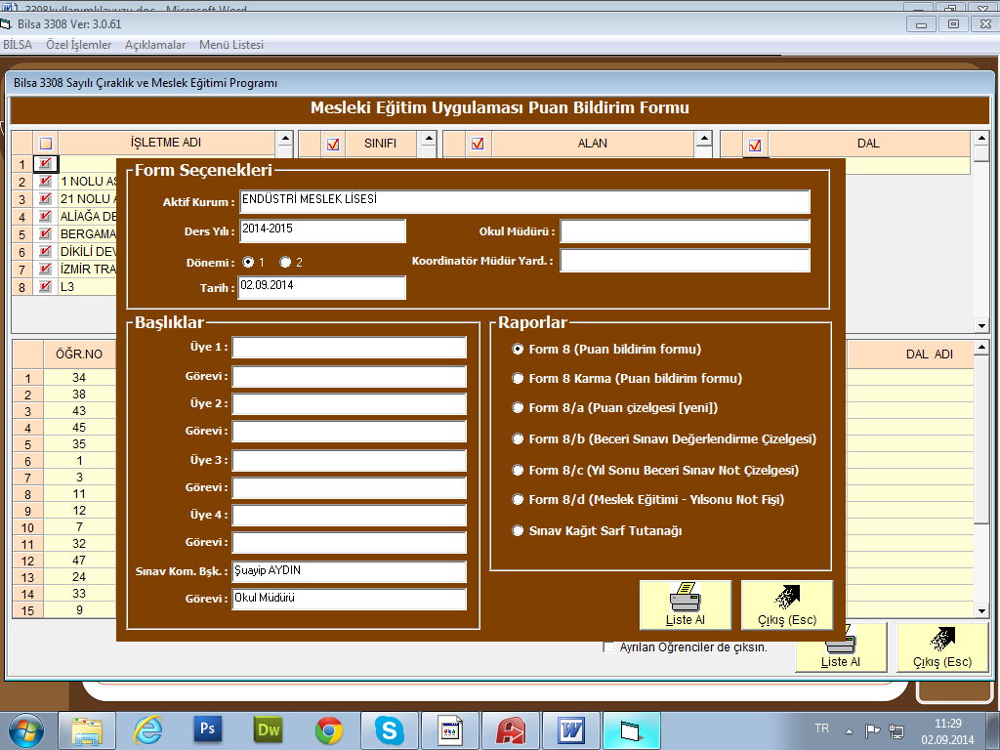 3308kullanımklavuzu.doc - Microsoft Word
Bilsa 3308 Ver: 3.0.61
BİLSA Özel İşlemler Açıklamalar Menü Listesi
Bilsa 3308 Sayılı Çıraklık ve Meslek Eğitimi Programı
Mesleki Eğitim Uygulaması Puan Bildirim Formu
İŞLETME ADI SINIFI ALAN DAL
1
2 1 NOLU AS
3 21 NOLU
4 ALİAĞA DE
5 BERGAMA
6 DİKİLİ DEV
7 İZMİR TRA
8 L3
Form Seçenekleri
Aktif Kurum : ENDÜSTRİ MESLEK LİSESİ
Ders Yılı : 2014-2015 Okul Müdürü :
Dönemi : 1 2 Koordinatör Müdür Yard. :
Tarih : 02.09.2014
Başlıklar
Üye 1 :
Görevi :
Üye 2 :
Görevi :
Üye 3 :
Görevi :
Üye 4 :
Görevi :
Sınav Kom. Bşk. : Şuayip AYDIN
Görevi : Okul Müdürü
Raporlar
Form 8 (Puan bildirim formu)
Form 8 Karma (Puan bildirim formu)
Form 8/a (Puan çizelgesi [yeni])
Form 8/b (Beceri Sınavı Değerlendirme Çizelgesi)
Form 8/c (Yıl Sonu Beceri Sınav Not Çizelgesi)
Form 8/d (Meslek Eğitimi - Yılsonu Not Fişi)
Sınav Kağıt Sarf Tutanağı
Liste Al Çıkış (Esc)
ÖĞR.NO DAL ADI
1 34
2 38
3 43
4 45
5 35
6 1
7 3
8 11
9 12
10 7
11 32
12 47
13 24
14 33
15 9
Ayrılan Öğrenciler de çıksın.
Liste Al Çıkış (Esc)
Ps Dw
TR 11:29
02.09.2014